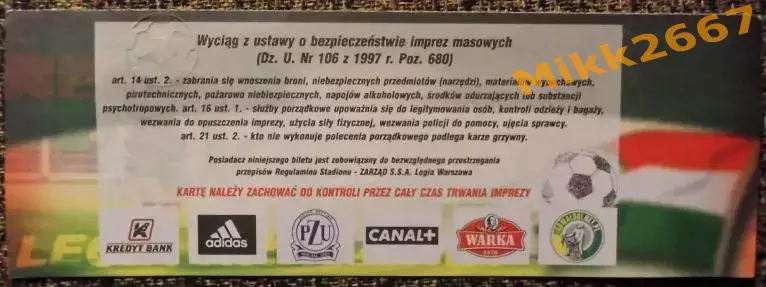 Mikk2667
Wyciąg z ustawy o bezpieczeństwie imprez masowych
(Dz. U. Nr 106 z 1997 r. Poz. 680)
art. 14 ust. 2. - zabrania się wnoszenia broni, niebezpiecznych przedmiotów (narzędzi), materiałów wybuchowych,
pirotechnicznych, pożarowo niebezpiecznych, napojów alkoholowych, środków odurzających lub substancji
psychotropowych. art. 16 ust. 1. - służby porządkowe upoważnia się do legitymowania osób, kontroli odzieży i bagaży,
wezwania do opuszczenia imprezy, użycia siły fizycznej, wezwania policji do pomocy, ujęcia sprawcy.
art. 21 ust. 2. - kto nie wykonuje polecenia porządkowego podlega karze grzywny.
Posiadacz niniejszego biletu jest zobowiązany do bezwzględnego przestrzegania
przepisów Regulaminu Stadionu - ZARZĄD S.S.A. Legia Warszawa
KARTĘ NALEŻY ZACHOWAĆ DO KONTROLI PRZEZ CAŁY CZAS TRWANIA IMPREZY
KREDYT BANK
adidas
PZU
CANAL+
WARKA